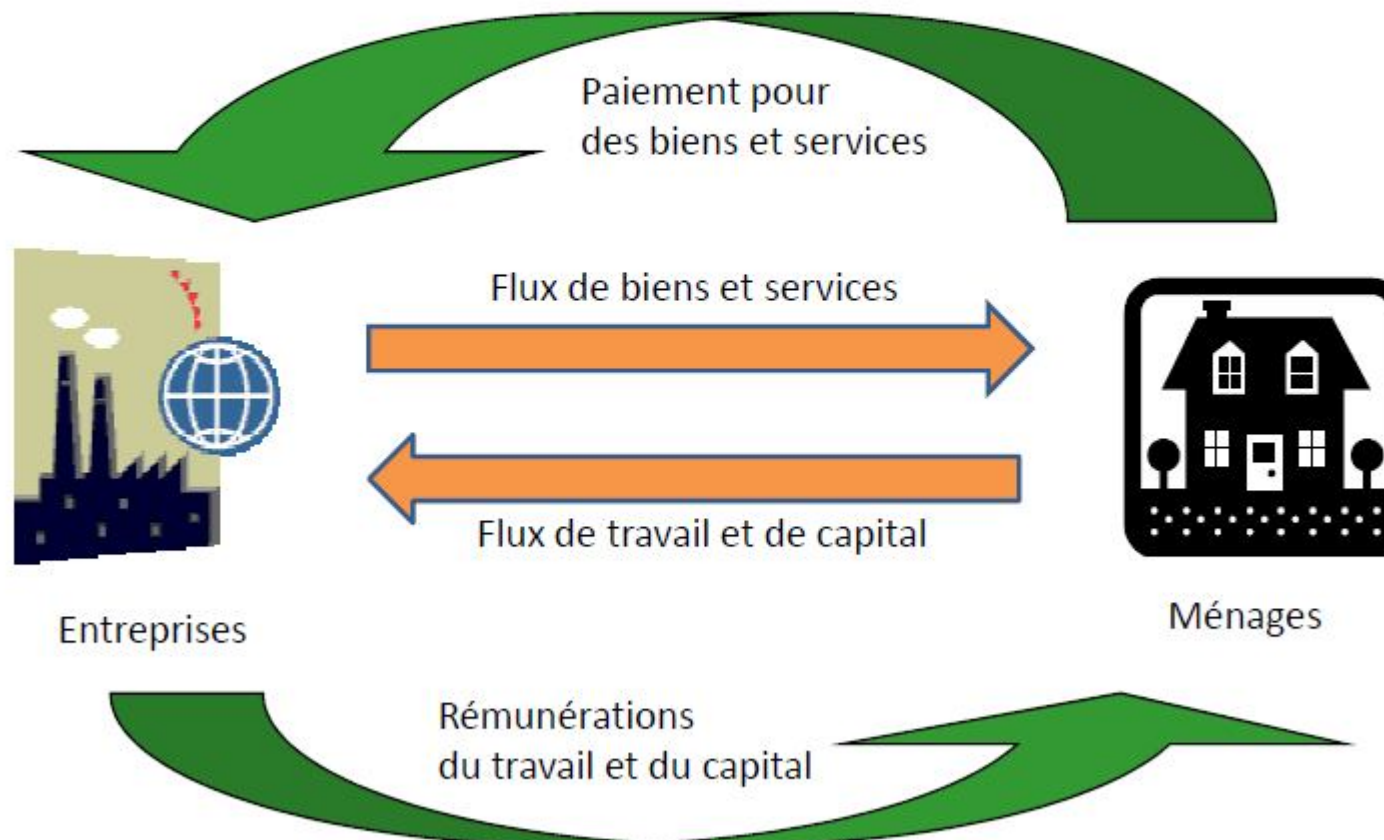 Paiement pour
des biens et services
Flux de biens et services
Flux de travail et de capital
Entreprises
Ménages
Rémunérations
du travail et du capital